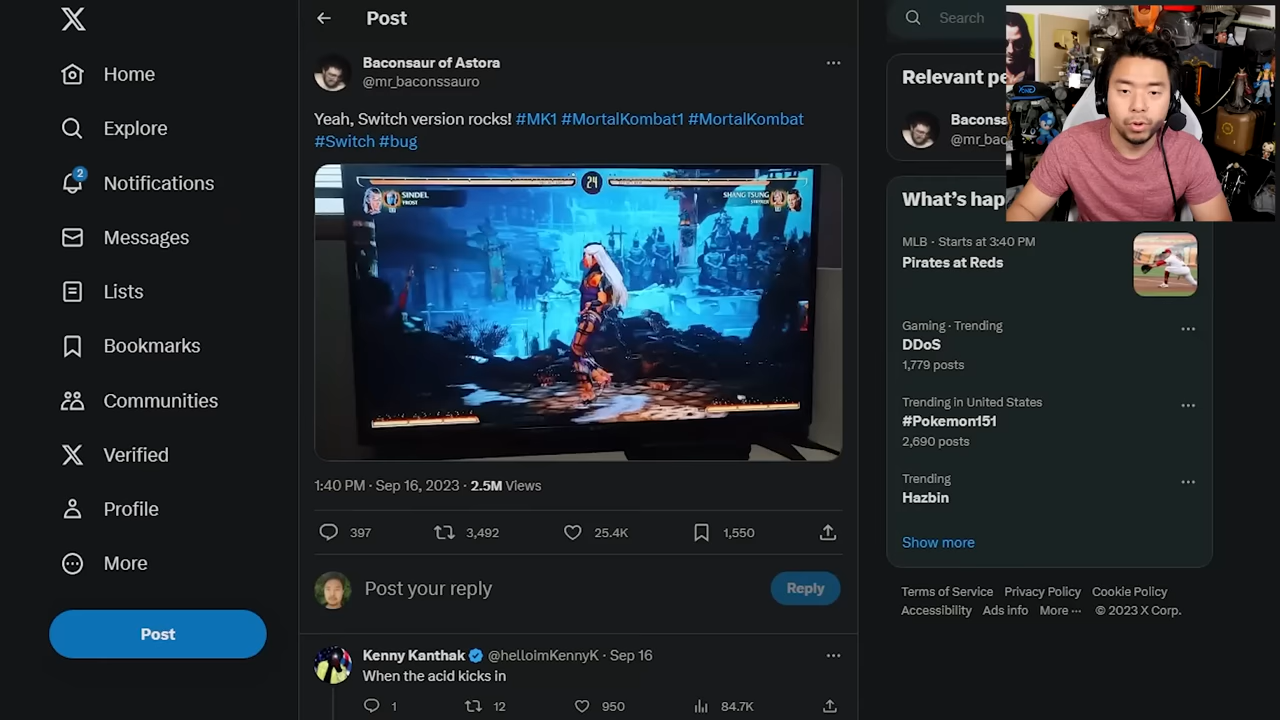 Home
Explore
2
Notifications
Messages
Lists
Bookmarks
Communities
Verified
Profile
More
Post
Post
Baconsaur of Astora
@mr_baconssauro
Yeah, Switch version rocks! #MK1 #MortalKombat1 #MortalKombat
#Switch #bug
24
SINDEL
FROST
SHANG TSUNG
STRYKER
1:40 PM · Sep 16, 2023 · 2.5M Views
397
3,492
25.4K
1,550
Post your reply
Reply
Kenny Kanthak @helloimKennyK · Sep 16
When the acid kicks in
1
12
950
84.7K
Search
Relevant pe
Baconsa
@mr_bac
What's hap
MLB · Starts at 3:40 PM
Pirates at Reds
Gaming · Trending
DDoS
1,779 posts
Trending in United States
#Pokemon151
2,690 posts
Trending
Hazbin
Show more
Terms of Service Privacy Policy Cookie Policy
Accessibility Ads info More ··· © 2023 X Corp.